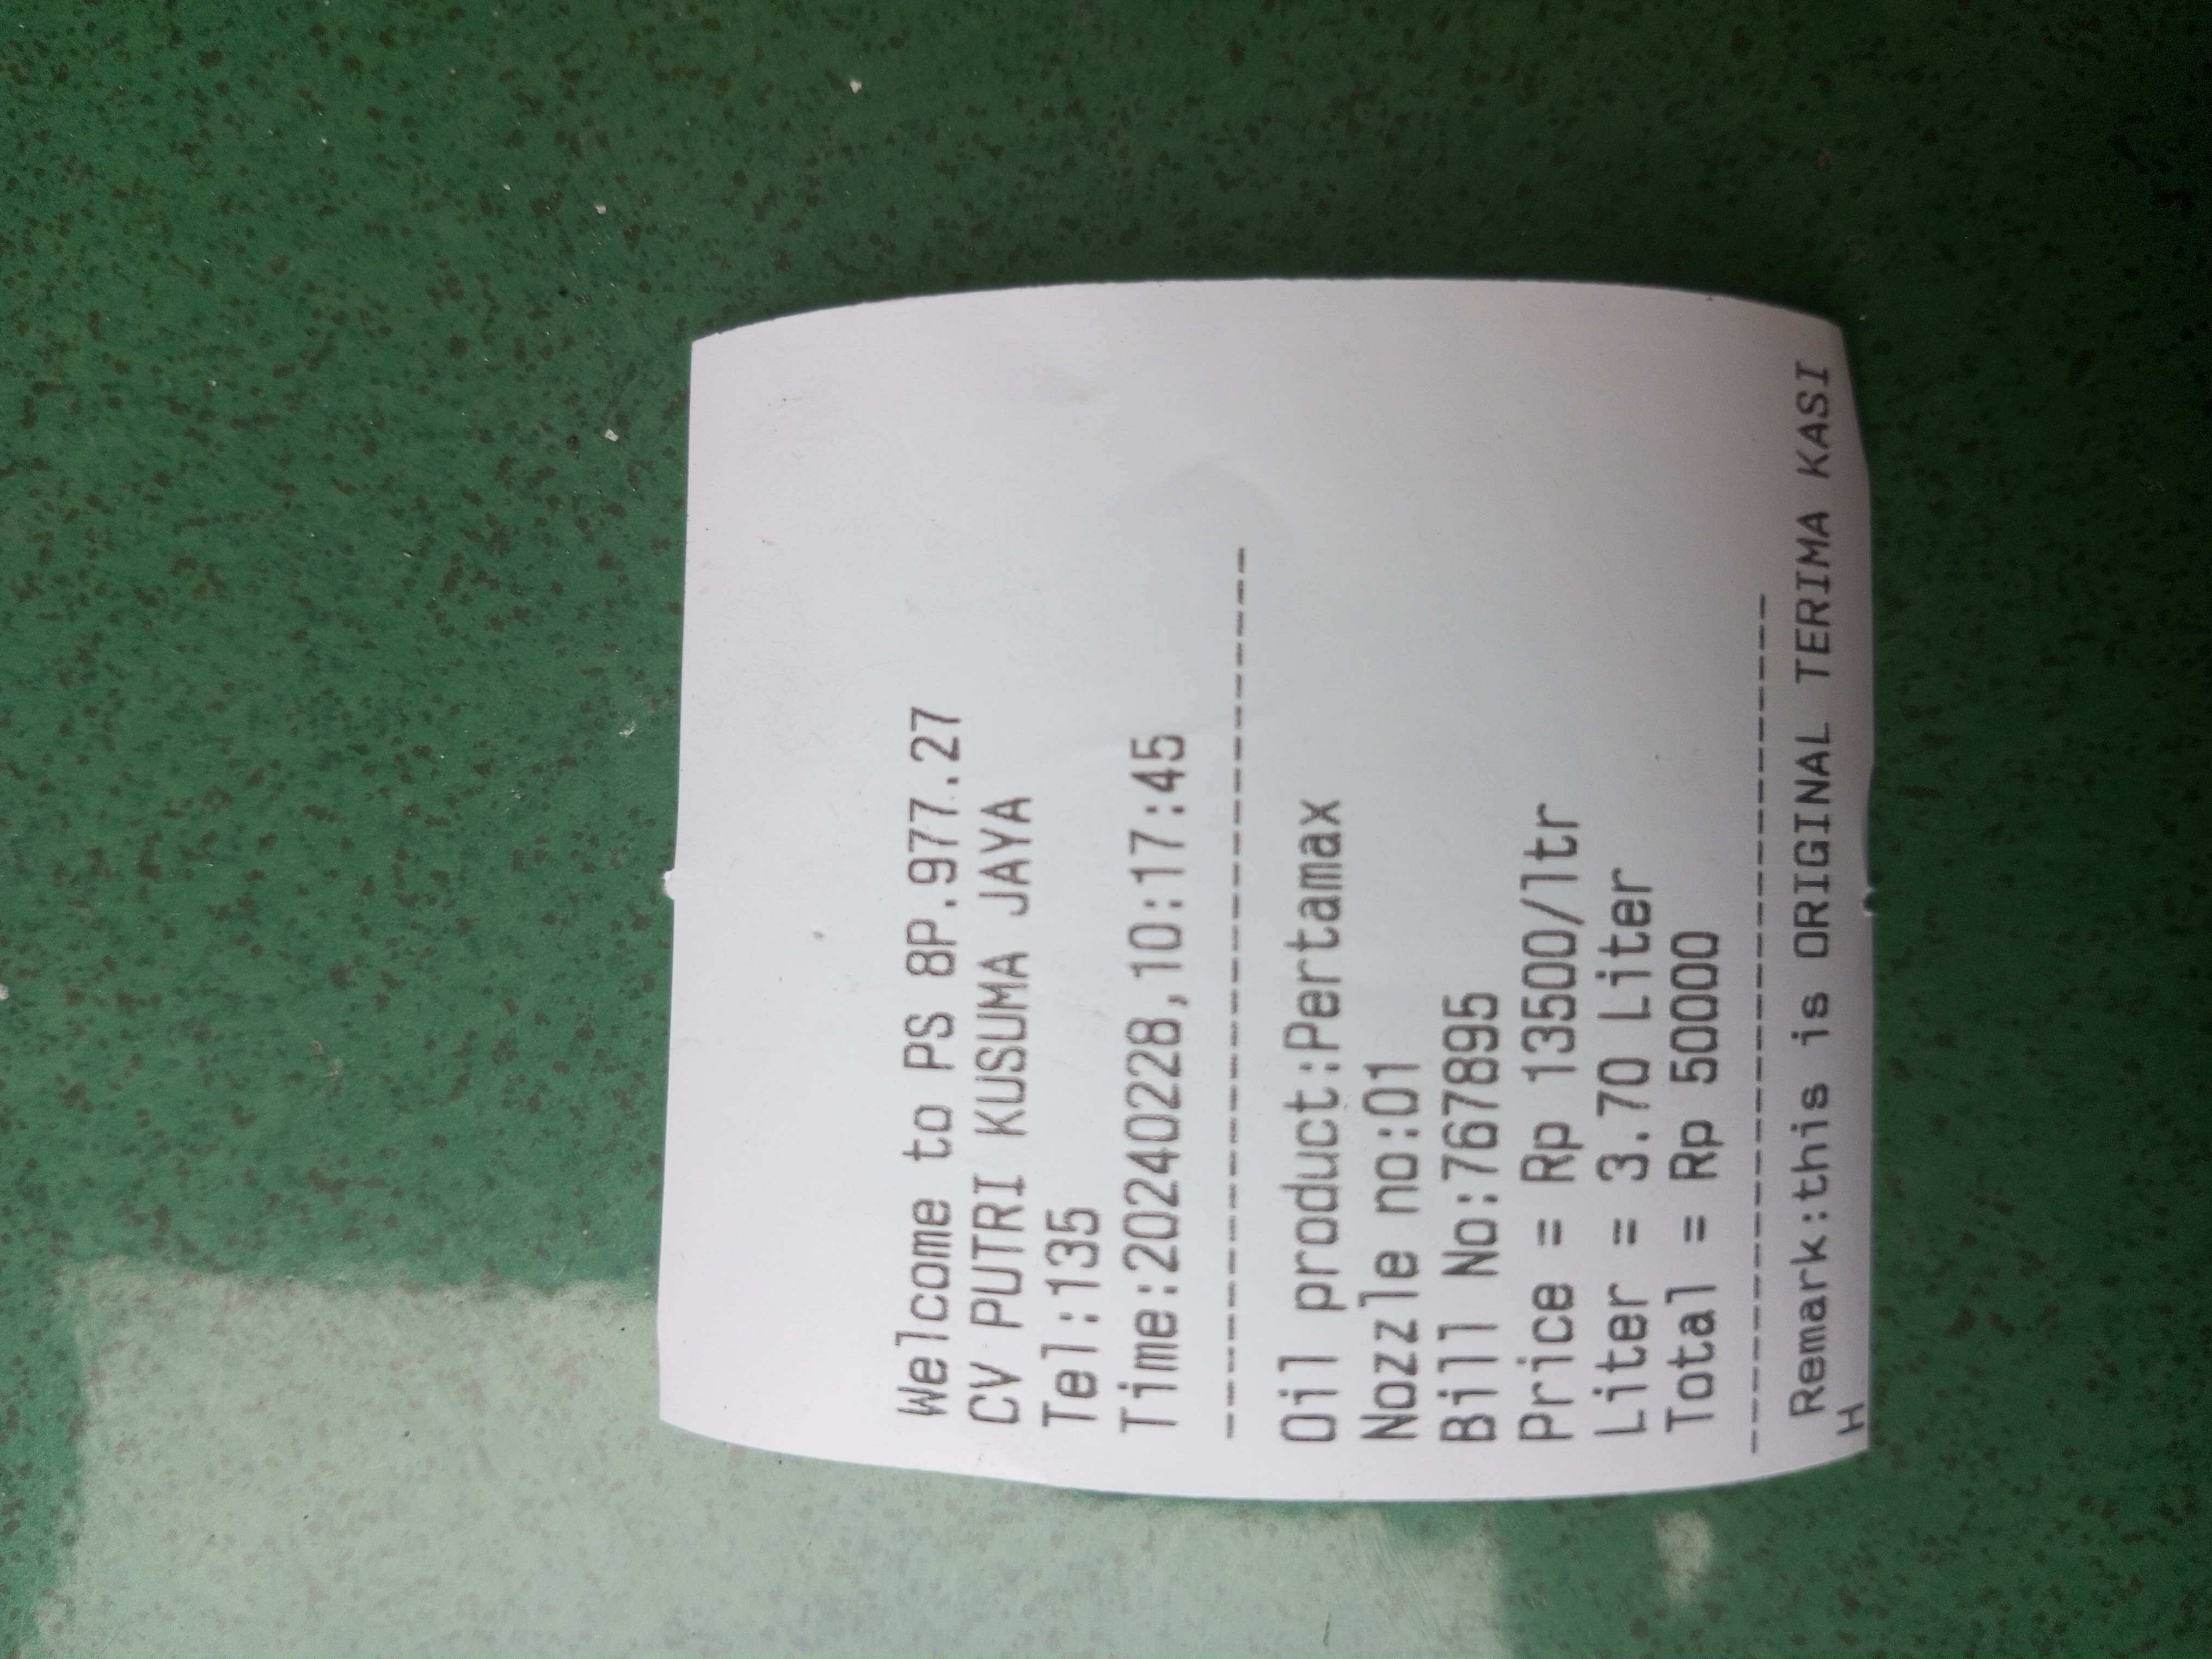 Welcome to PS 8P.977.27
CV PUTRI KUSUMA JAYA
Tel:135
Time:20240228,10:17:45
--------------------------------
Oil product:Pertamax
Nozzle no:01
Bill No:767895
Price = Rp 13500/ltr
Liter = 3.70 Liter
Total = Rp 50000
--------------------------------
Remark:this is ORIGINAL TERIMA KASI
H